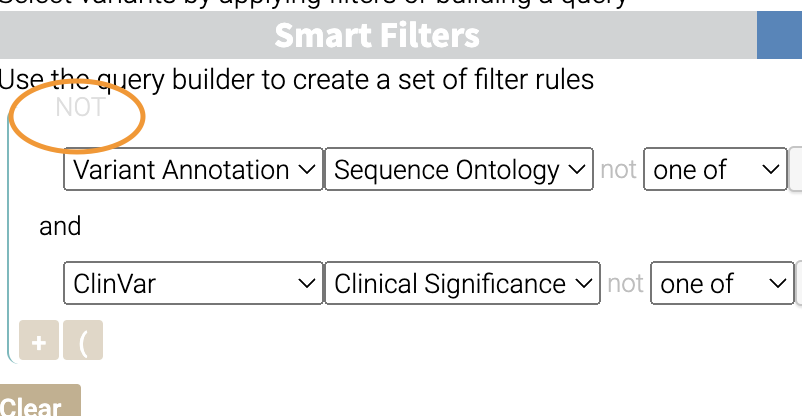 Select variants by applying filters or building a query
Smart Filters
Use the query builder to create a set of filter rules
NOT
Variant Annotation Sequence Ontology not one of
and
ClinVar Clinical Significance not one of
+ (
Clear